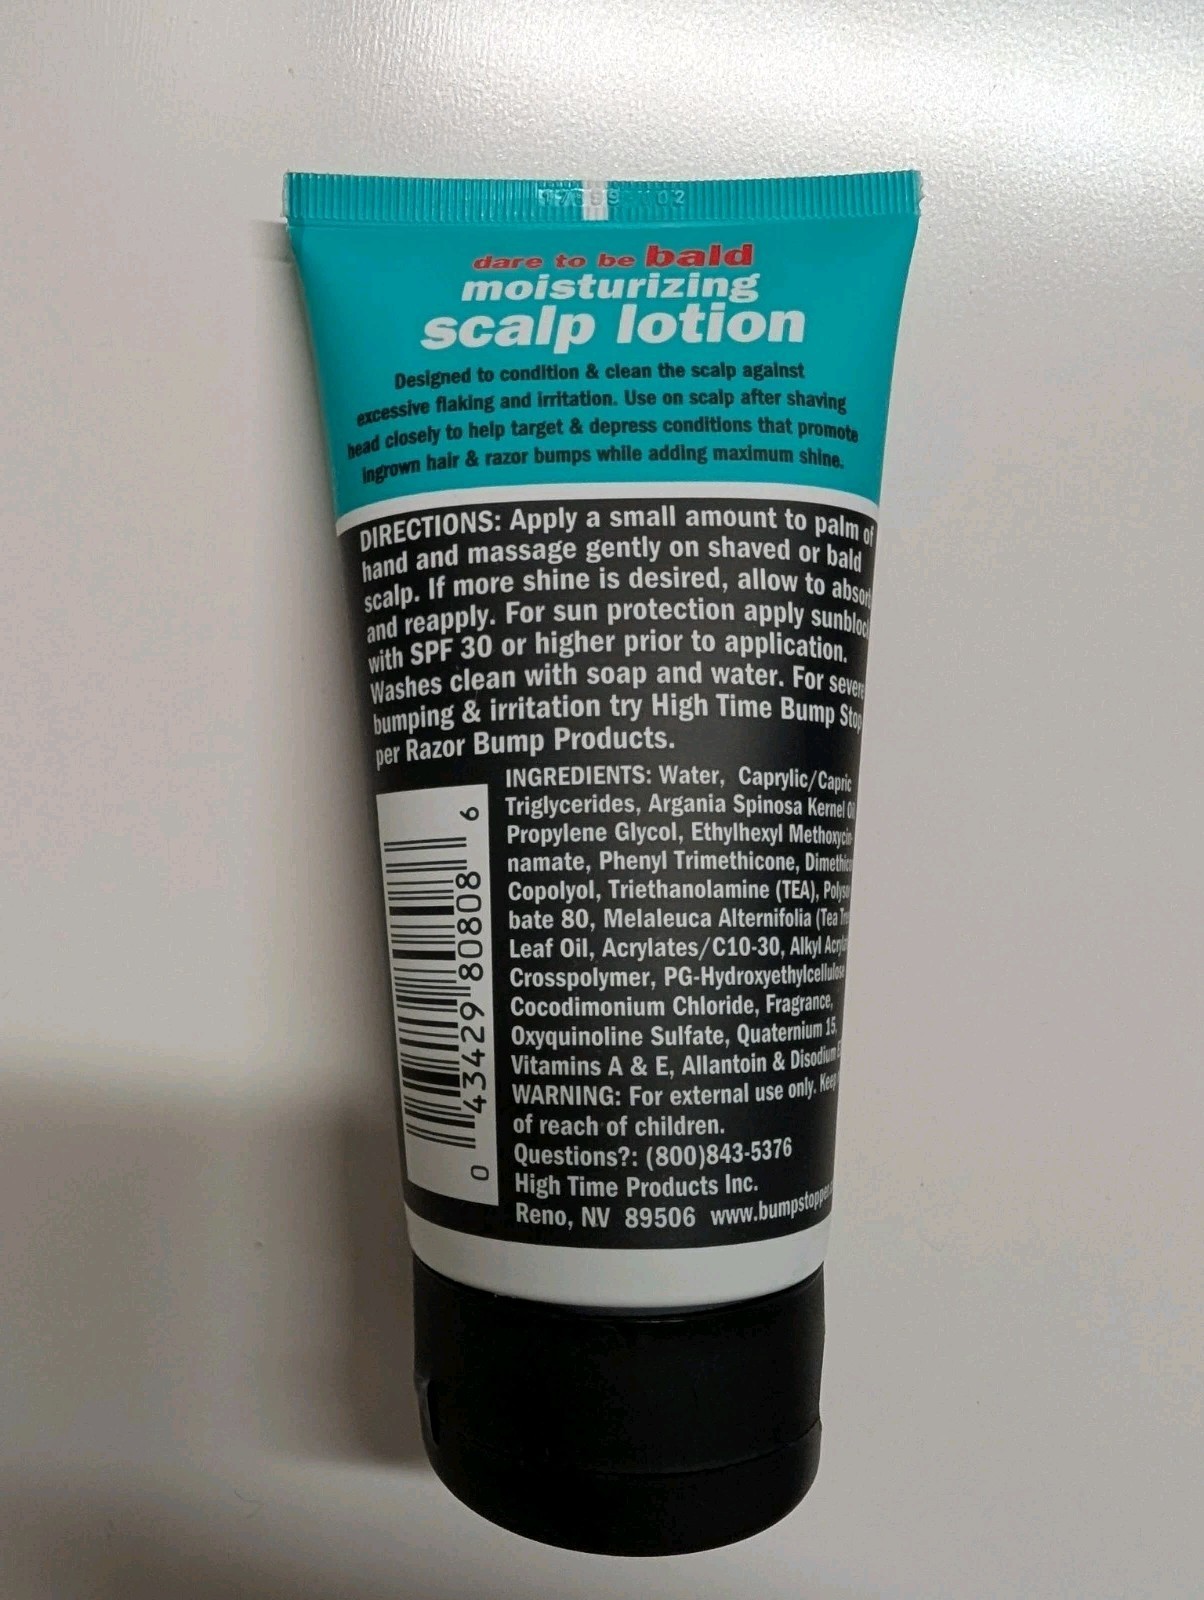 dare to be bald
moisturizing
scalp lotion
Designed to condition & clean the scalp against
excessive flaking and irritation. Use on scalp after shaving
head closely to help target & depress conditions that promote
ingrown hair & razor bumps while adding maximum shine.
DIRECTIONS: Apply a small amount to palm of
hand and massage gently on shaved or bald
scalp. If more shine is desired, allow to absor
and reapply. For sun protection apply sunbloc
with SPF 30 or higher prior to application.
Washes clean with soap and water. For sever
bumping & irritation try High Time Bump Stop
per Razor Bump Products.
INGREDIENTS: Water, Caprylic/Capric
Triglycerides, Argania Spinosa Kernel
Propylene Glycol, Ethylhexyl Methoxycin-
namate, Phenyl Trimethicone, Dimethic
Copolyol, Triethanolamine (TEA), Polys
bate 80, Melaleuca Alternifolia (Tea
Leaf Oil, Acrylates/C10-30, Alkyl
Crosspolymer, PG-Hydroxyethylcellulose
Cocodimonium Chloride, Fragrance,
Oxyquinoline Sulfate, Quaternium 15,
Vitamins A & E, Allantoin & Disodium
WARNING: For external use only. Keep
of reach of children.
Questions?: (800)843-5376
High Time Products Inc.
Reno, NV 89506 www.bumpstopper
0 43429 80808 6